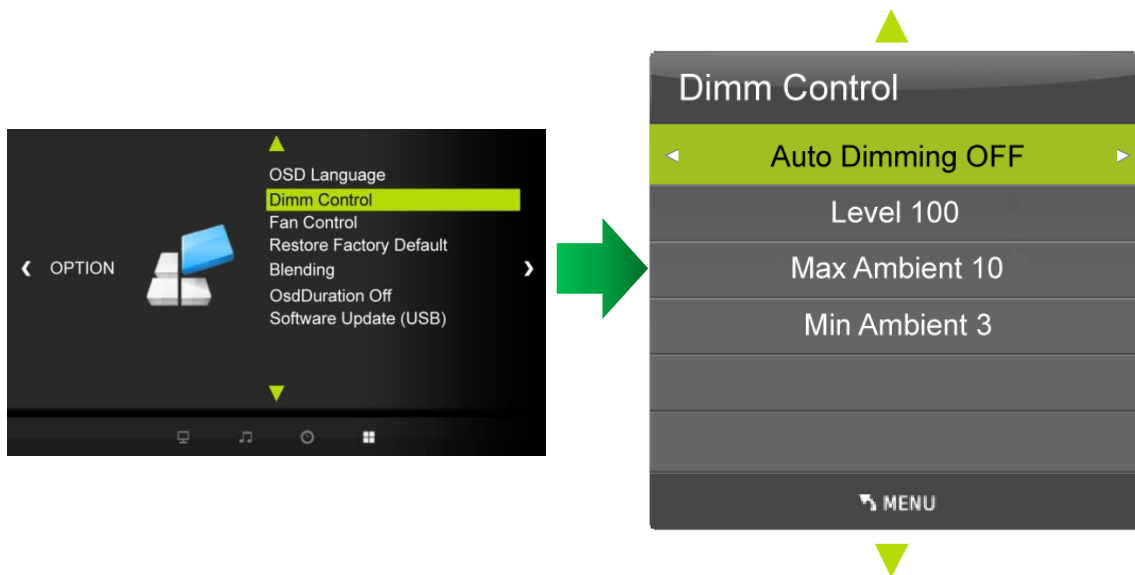 OPTION
OSD Language
Dimm Control
Fan Control
Restore Factory Default
Blending
OsdDuration Off
Software Update (USB)
Dimm Control
Auto Dimming OFF
Level 100
Max Ambient 10
Min Ambient 3
MENU